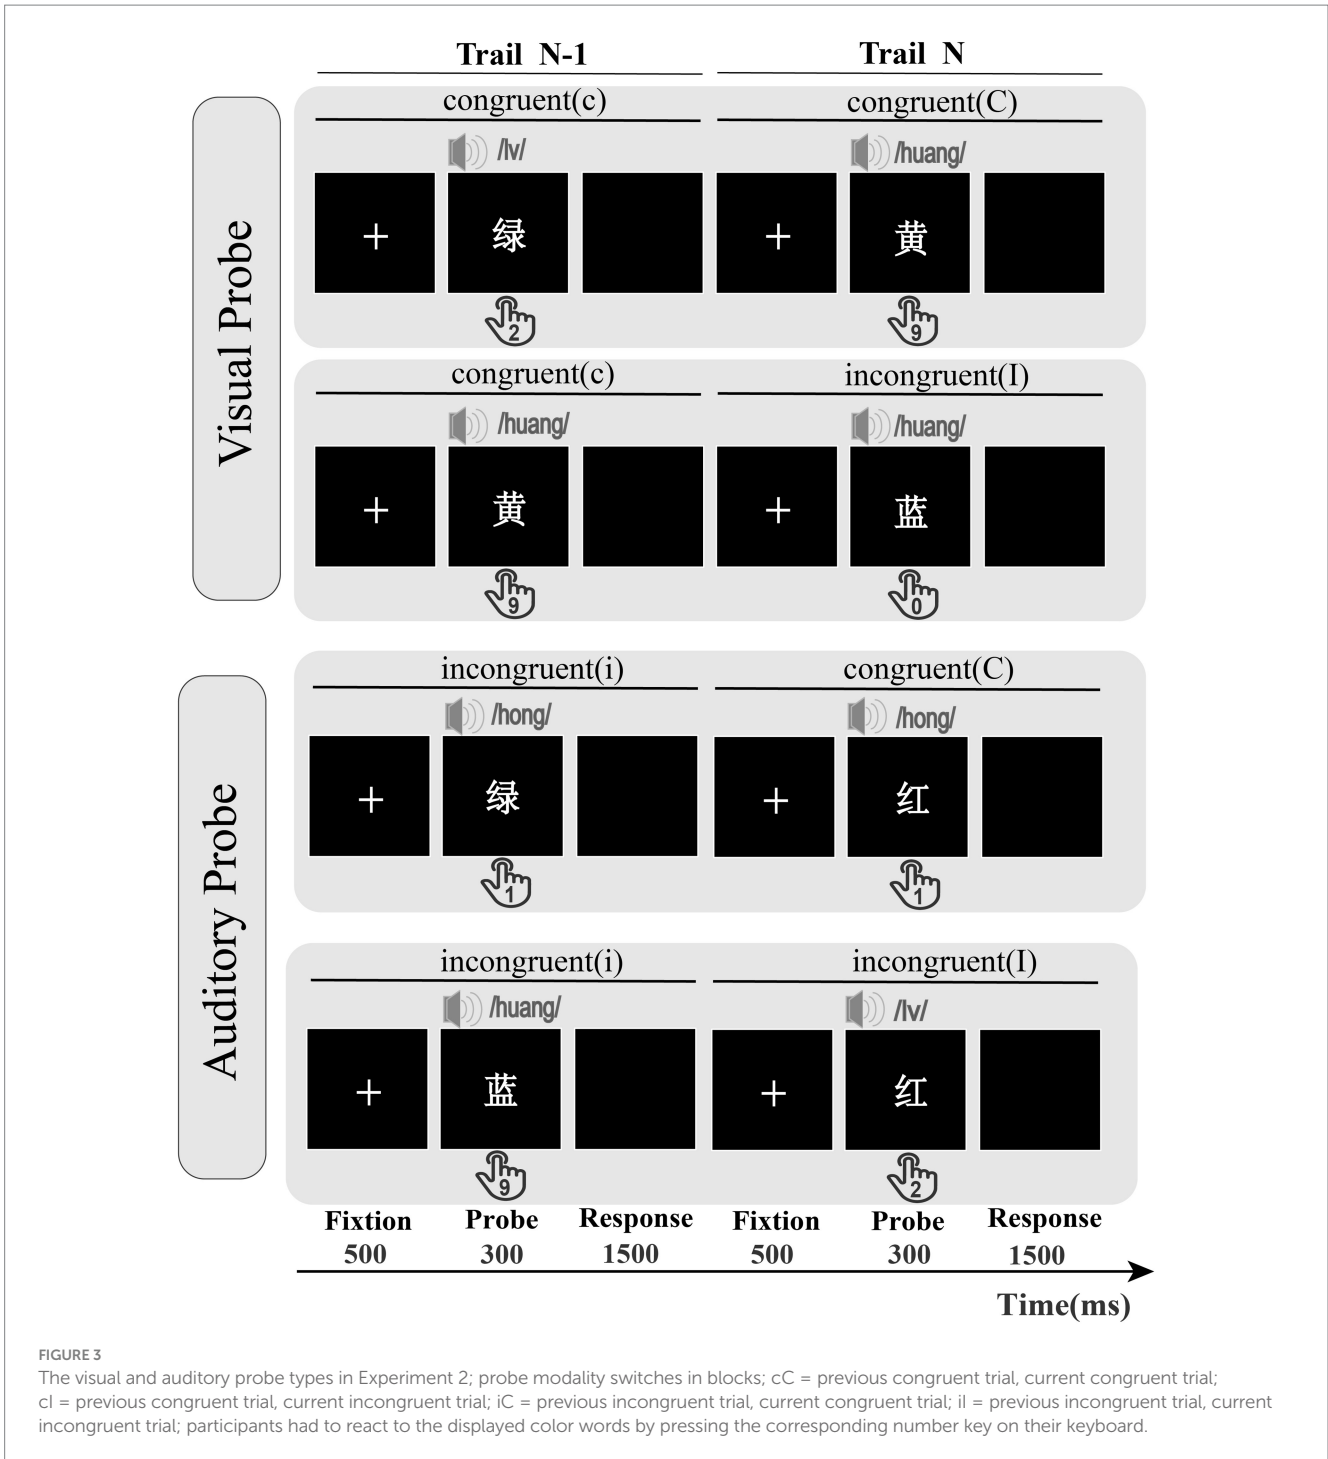 Trail N-1 Trail N
Visual Probe
congruent(c) congruent(C)
/lv/ /huang/
+ 绿 + 黄
2 9
congruent(c) incongruent(I)
/huang/ /huang/
+ 黄 + 蓝
9 0
Auditory Probe
incongruent(i) congruent(C)
/hong/ /hong/
+ 绿 + 红
1 1
incongruent(i) incongruent(I)
/huang/ /lv/
+ 蓝 + 红
9 2
Fixtion Probe Response Fixtion Probe Response
500 300 1500 500 300 1500
Time(ms)
FIGURE 3
The visual and auditory probe types in Experiment 2; probe modality switches in blocks; cC = previous congruent trial, current congruent trial;
cI = previous congruent trial, current incongruent trial; iC = previous incongruent trial, current congruent trial; iI = previous incongruent trial, current
incongruent trial; participants had to react to the displayed color words by pressing the corresponding number key on their keyboard.